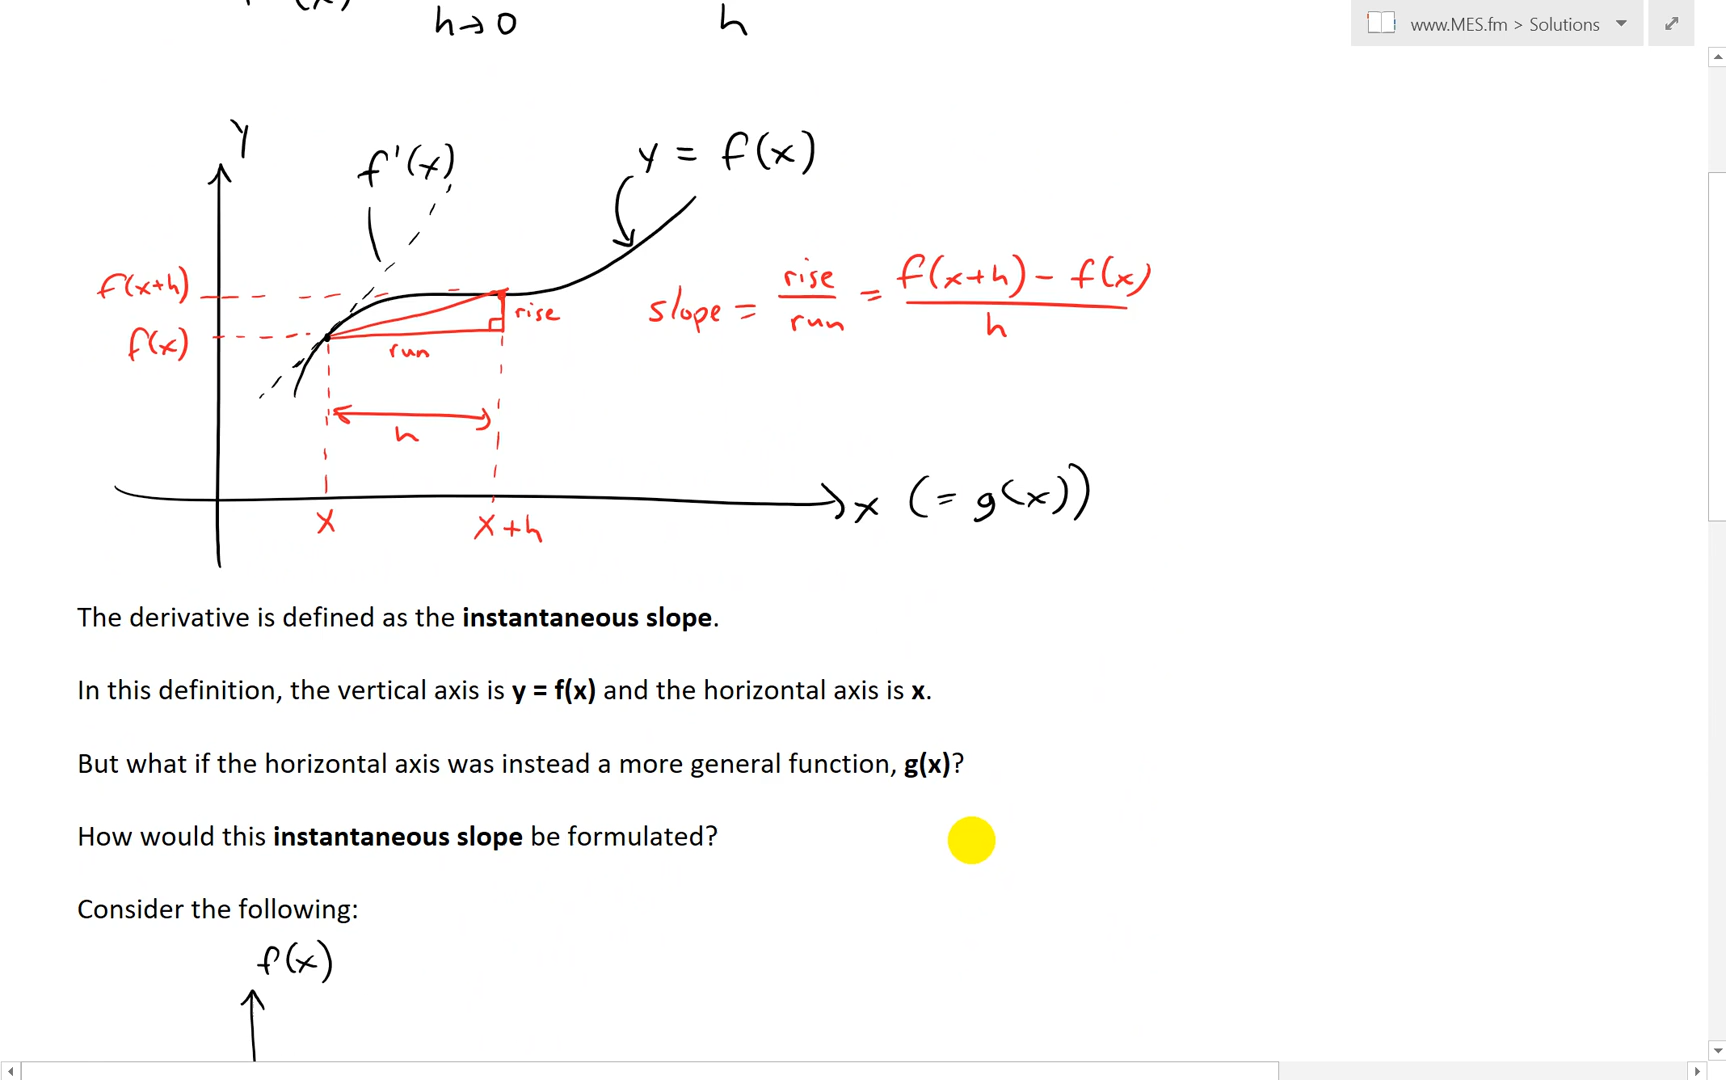 (x)
h→0 h
www.MES.fm > Solutions
Y
f'(x)
y = f(x)
f(x+h)
f(x)
rise
run
slope = rise/run = (f(x+h) - f(x))/h
h
x (= g(x))
x x+h
The derivative is defined as the instantaneous slope.
In this definition, the vertical axis is y = f(x) and the horizontal axis is x.
But what if the horizontal axis was instead a more general function, g(x)?
How would this instantaneous slope be formulated?
Consider the following:
f(x)